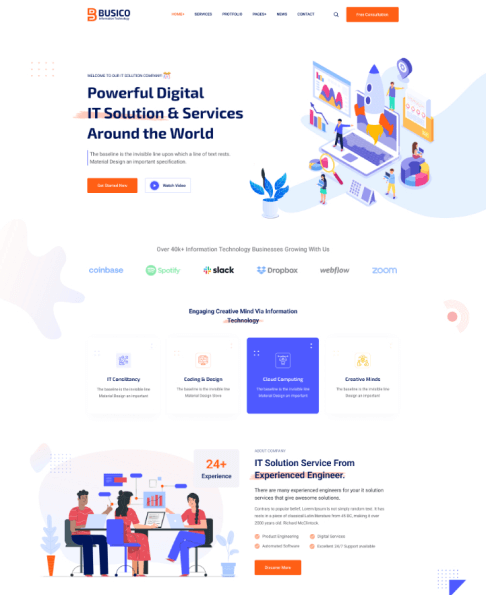 BUSICO
Information Technology
HOME+
SERVICES
PORTFOLIO
PAGES+
NEWS
CONTACT
Free Consultation
WELCOME TO OUR IT SOLUTION COMPANY
Powerful Digital
IT Solution & Services
Around the World
The baseline is the invisible line upon which a line of text rests.
Material Design an important specification.
Get Started Now
Watch Video
Over 40k+ Information Technology Businesses Growing With Us
coinbase
Spotify
slack
Dropbox
webflow
zoom
Engaging Creative Mind Via Information
Technology
IT Consltancy
The baseline is the invisible line
Material Design an important
Coding & Design
The baseline is the invisible line
Material Design
Cloud Computing
The baseline is the invisible line
Material Design an important
Creative Minds
The baseline is the invisible line
Material Design an important
24+
Experience
ABOUT COMPANY
IT Solution Service From
Experienced Engineer.
There are many experienced engineers for your it solution
services that give awesome solutions.
Contrary to popular belief, Lorem Ipsum is not simply random text. It has
roots in a piece of classical Latin literature from 45 BC, making it over
2000 years old. Richard McClintock
Product Engineering
Digital Services
Automated Software
Excellent 24/7 Support available
Discover More